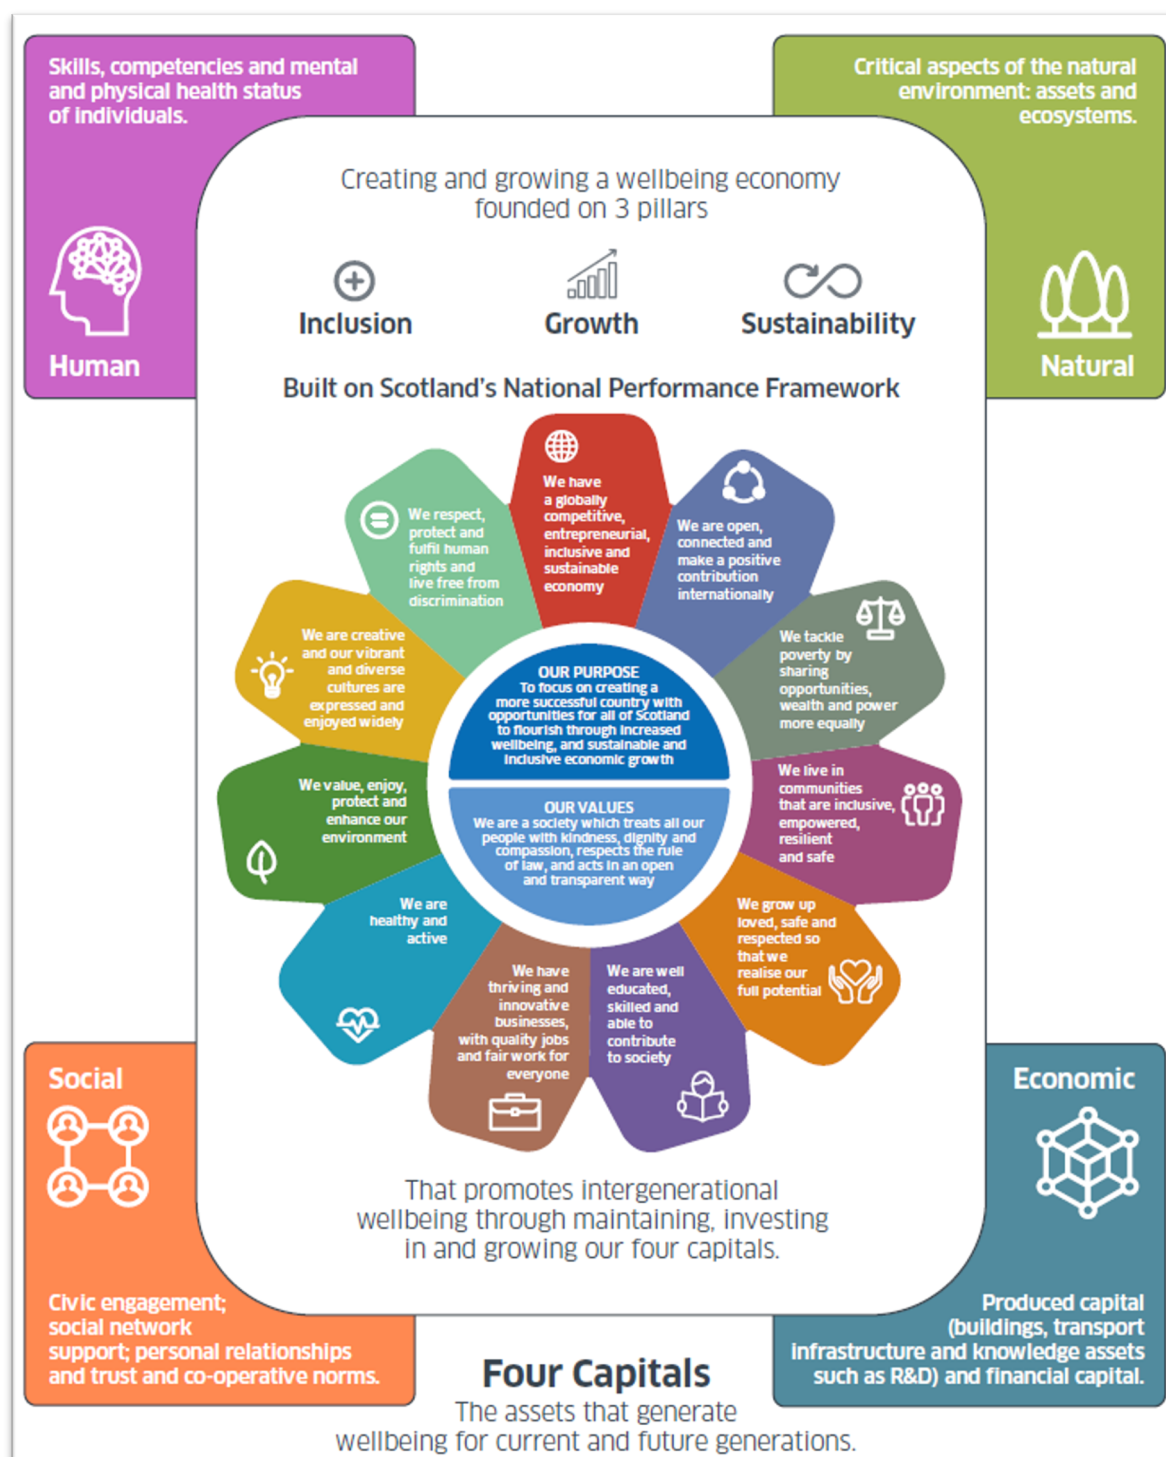 Skills, competencies and mental
and physical health status
of individuals.
Human
Critical aspects of the natural
environment: assets and
ecosystems.
Natural
Creating and growing a wellbeing economy
founded on 3 pillars
Inclusion
Growth
Sustainability
Built on Scotland's National Performance Framework
We have
a globally
competitive,
entrepreneurial,
inclusive and
sustainable
economy
We are open,
connected and
make a positive
contribution
internationally
We tackle
poverty by
sharing
opportunities,
wealth and power
more equally
We live in
communities
that are inclusive,
empowered,
resilient
and safe
We grow up
loved, safe and
respected so
that we
realise our
full potential
We are well
educated,
skilled and
able to
contribute
to society
We have
thriving and
innovative
businesses,
with quality jobs
and fair work for
everyone
We are
healthy and
active
We value, enjoy,
protect and
enhance our
environment
We are creative
and our vibrant
and diverse
cultures are
expressed and
enjoyed widely
We respect,
protect and
fulfil human
rights and
live free from
discrimination
OUR PURPOSE
To focus on creating a
more successful country with
opportunities for all of Scotland
to flourish through increased
wellbeing, and sustainable and
inclusive economic growth
OUR VALUES
We are a society which treats all our
people with kindness, dignity and
compassion, respects the rule
of law, and acts in an open
and transparent way
That promotes intergenerational
wellbeing through maintaining, investing
in and growing our four capitals.
Social
Civic engagement;
social network
support; personal relationships
and trust and co-operative norms.
Economic
Produced capital
(buildings, transport
infrastructure and knowledge assets
such as R&D) and financial capital.
Four Capitals
The assets that generate
wellbeing for current and future generations.